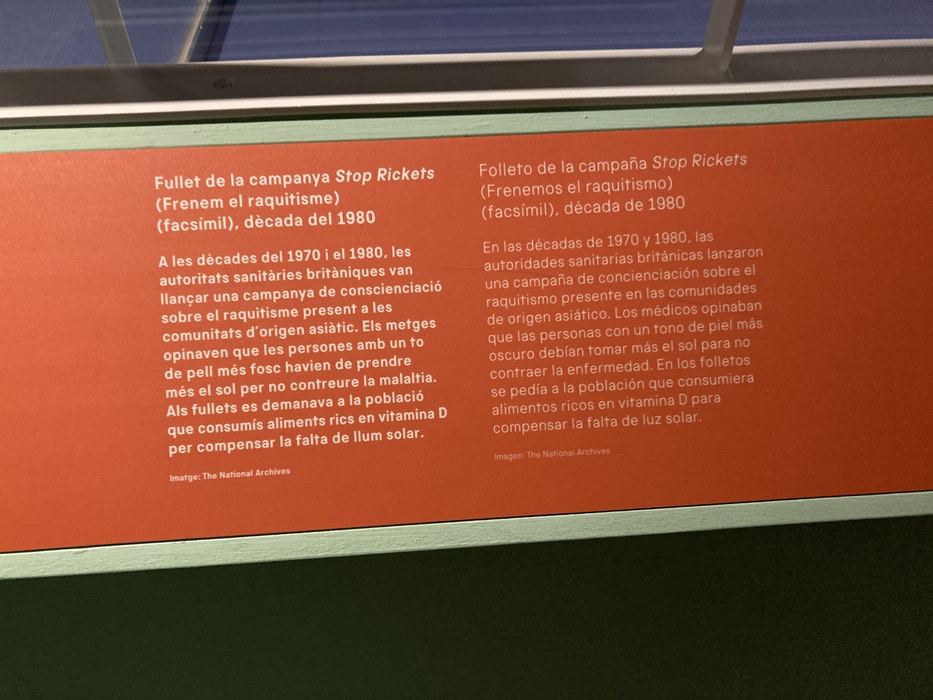 Fullet de la campanya Stop Rickets
(Frenem el raquitisme)
(facsímil), dècada del 1980
A les dècades del 1970 i el 1980, les
autoritats sanitàries britàniques van
llançar una campanya de conscienciació
sobre el raquitisme present a les
comunitats d'origen asiàtic. Els metges
opinaven que les persones amb un to
de pell més fosc havien de prendre
més el sol per no contreure la malaltia.
Als fullets es demanava a la població
que consumís aliments rics en vitamina D
per compensar la falta de llum solar.
Imatge: The National Archives
Folleto de la campaña Stop Rickets
(Frenemos el raquitismo)
(facsímil), década de 1980
En las décadas de 1970 y 1980, las
autoridades sanitarias británicas lanzaron
una campaña de concienciación sobre el
raquitismo presente en las comunidades
de origen asiático. Los médicos opinaban
que las personas con un tono de piel más
oscuro debían tomar más el sol para no
contraer la enfermedad. En los folletos
se pedía a la población que consumiera
alimentos ricos en vitamina D para
compensar la falta de luz solar.
Imagen: The National Archives